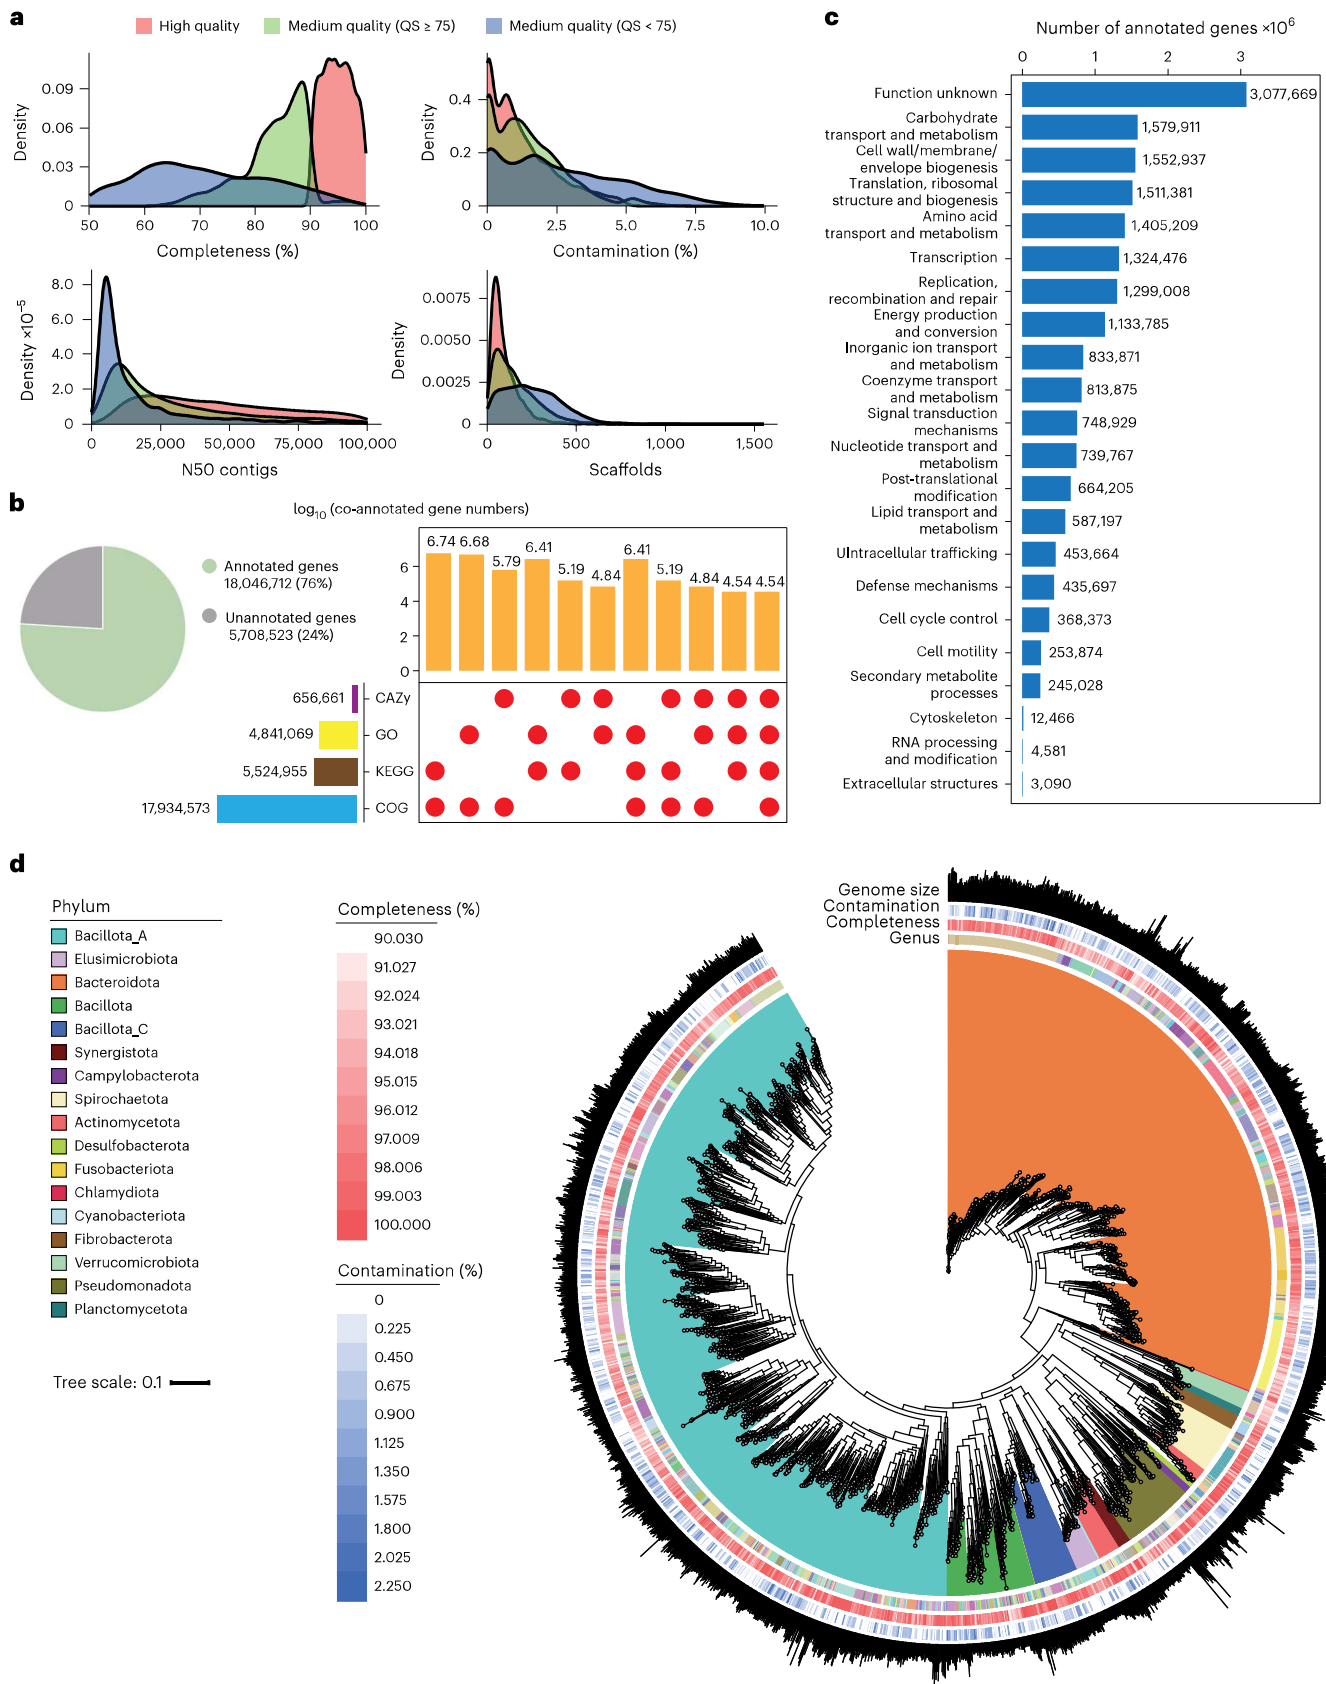 a
High quality
Medium quality (QS ≥ 75)
Medium quality (QS < 75)
Density
0.09
0.06
0.03
0
50 60 70 80 90 100
Completeness (%)
Density
0.4
0.2
0
0 2.5 5.0 7.5 10.0
Contamination (%)
Density ×10⁻⁵
8.0
6.0
4.0
2.0
0
0 25,000 50,000 75,000 100,000
N50 contigs
Density
0.0075
0.0050
0.0025
0
0 500 1,000 1,500
Scaffolds
b
Annotated genes
18,046,712 (76%)
Unannotated genes
5,708,523 (24%)
log₁₀ (co-annotated gene numbers)
6.74 6.68 5.79 6.41 5.19 4.84 6.41 5.19 4.84 4.54 4.54
6
4
2
0
656,661 CAZy
4,841,069 GO
5,524,955 KEGG
17,934,573 COG
c
Number of annotated genes ×10⁶
0 1 2 3
Function unknown 3,077,669
Carbohydrate
transport and metabolism 1,579,911
Cell wall/membrane/
envelope biogenesis 1,552,937
Translation, ribosomal
structure and biogenesis 1,511,381
Amino acid
transport and metabolism 1,405,209
Transcription 1,324,476
Replication,
recombination and repair 1,299,008
Energy production
and conversion 1,133,785
Inorganic ion transport
and metabolism 833,871
Coenzyme transport
and metabolism 813,875
Signal transduction
mechanisms 748,929
Nucleotide transport and
metabolism 739,767
Post-translational
modification 664,205
Lipid transport and
metabolism 587,197
UIntracellular trafficking 453,664
Defense mechanisms 435,697
Cell cycle control 368,373
Cell motility 253,874
Secondary metabolite
processes 245,028
Cytoskeleton 12,466
RNA processing
and modification 4,581
Extracellular structures 3,090
d
Phylum
Bacillota_A
Elusimicrobiota
Bacteroidota
Bacillota
Bacillota_C
Synergistota
Campylobacterota
Spirochaetota
Actinomycetota
Desulfobacterota
Fusobacteriota
Chlamydiota
Cyanobacteriota
Fibrobacterota
Verrucomicrobiota
Pseudomonadota
Planctomycetota
Tree scale: 0.1
Completeness (%)
90.030
91.027
92.024
93.021
94.018
95.015
96.012
97.009
98.006
99.003
100.000
Contamination (%)
0
0.225
0.450
0.675
0.900
1.125
1.350
1.575
1.800
2.025
2.250
Genome size
Contamination
Completeness
Genus